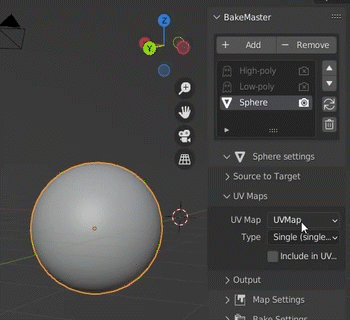 Z
Y
BakeMaster
+ Add
− Remove
High-poly
Low-poly
Sphere
Sphere settings
Source to Target
UV Maps
UV Map
UVMap
Type
Single (single...
Include in UV...
Output
Map Settings
Bake Settings